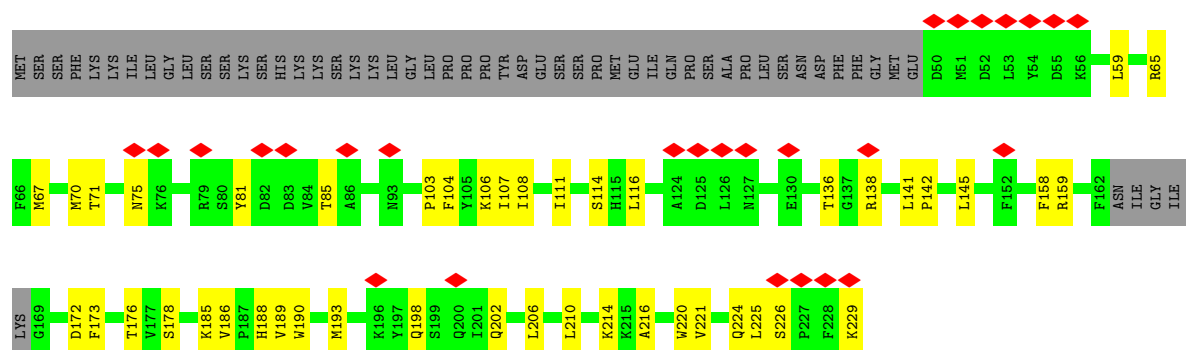 MET SER SER PHE LYS LYS ILE LEU GLY LEU SER SER LYS SER HIS LYS LYS SER LYS LYS LEU GLY LEU PRO PRO PRO TYR ASP GLU SER SER PRO MET GLU ILE GLN PRO SER ALA PRO LEU SER ASN ASP PHE PHE GLY MET GLU D50 M51 D52 L53 Y54 D55 K56 L59 R65
F66 M67 M70 T71 N75 K76 R79 S80 Y81 D82 D83 V84 T85 A86 N93 P103 F104 Y105 K106 I107 I108 I111 S114 H115 L116 A124 D125 L126 N127 E130 T136 G137 R138 L141 P142 L145 F152 F158 R159 F162 ASN ILE GLY ILE
LYS G169 D172 F173 T176 V177 S178 K185 V186 P187 H188 V189 W190 M193 K196 Y197 Q198 S199 Q200 I201 Q202 L206 L210 K214 K215 A216 W220 V221 Q224 L225 S226 P227 F228 K229